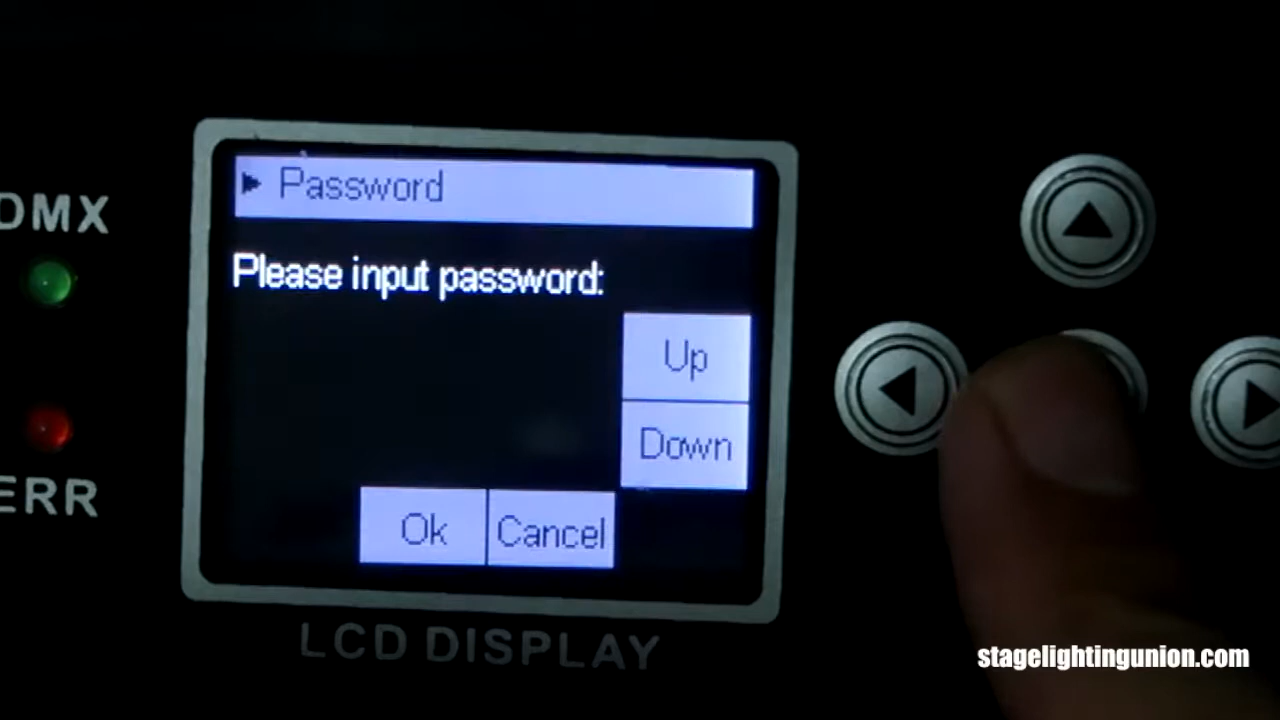 Password
Please input password:
Up
Down
Ok Cancel
DMX
ERR
LCD DISPLAY
stagelightingunion.com